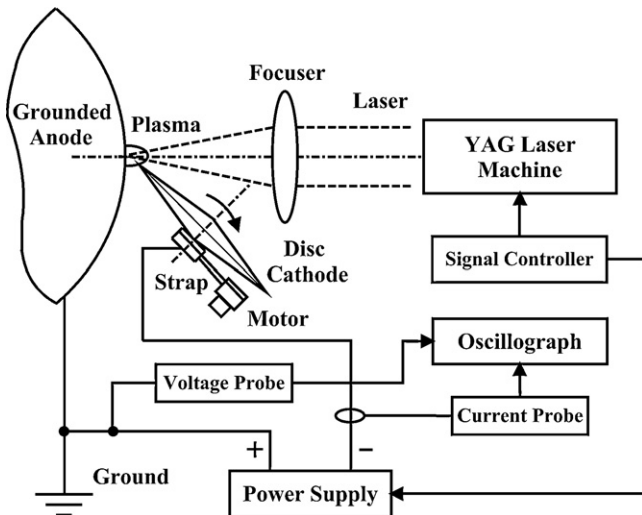 Focuser
Laser
Grounded
Anode
Plasma
YAG Laser
Machine
Disc
Cathode
Strap
Motor
Signal Controller
Oscillograph
Voltage Probe
Current Probe
+
−
Ground
Power Supply